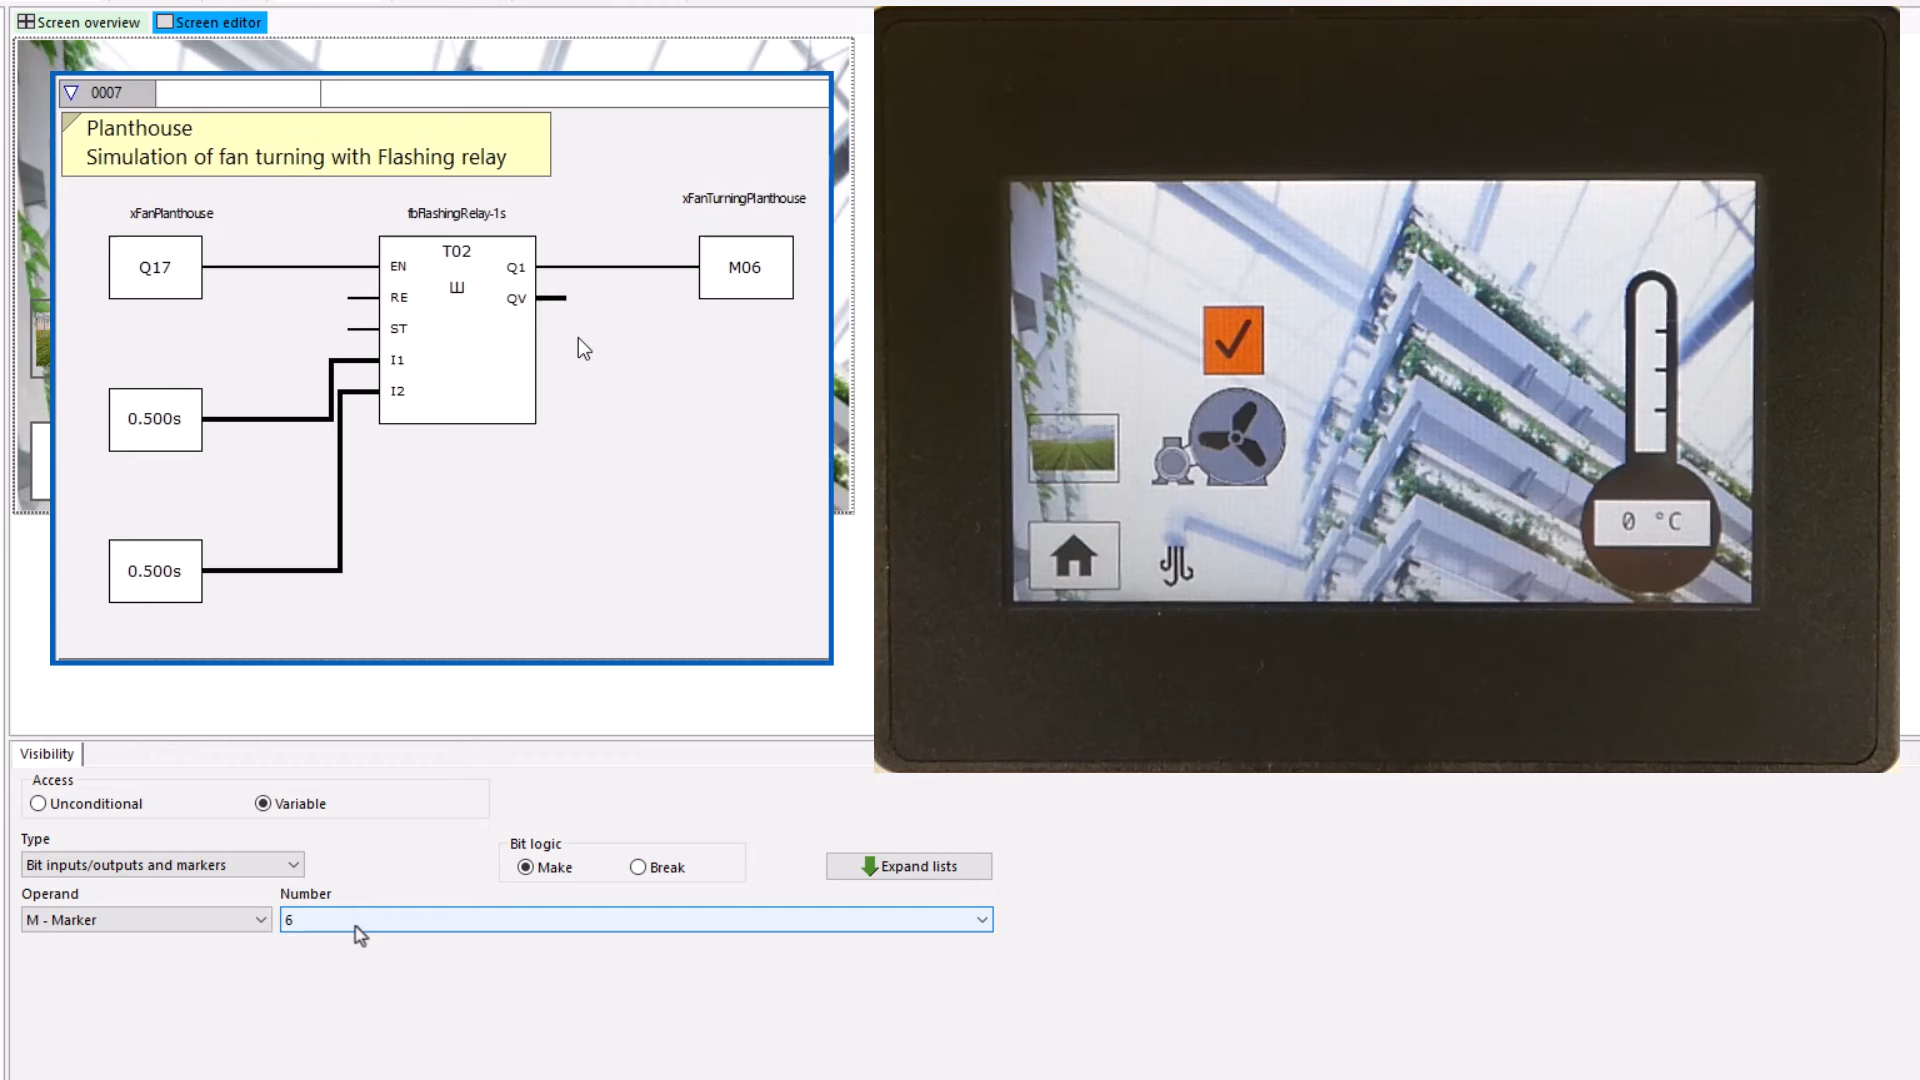 Screen overview
Screen editor
0007
Planthouse
Simulation of fan turning with Flashing relay
xFanPlanthouse
fbFlashingRelay-1s
xFanTurningPlanthouse
Q17
T02
EN
Q1
M06
RE
QV
ST
I1
0.500s
I2
0.500s
0 °C
Visibility
Access
Unconditional
Variable
Type
Bit logic
Bit inputs/outputs and markers
Make
Break
Expand lists
Operand
Number
M - Marker
6